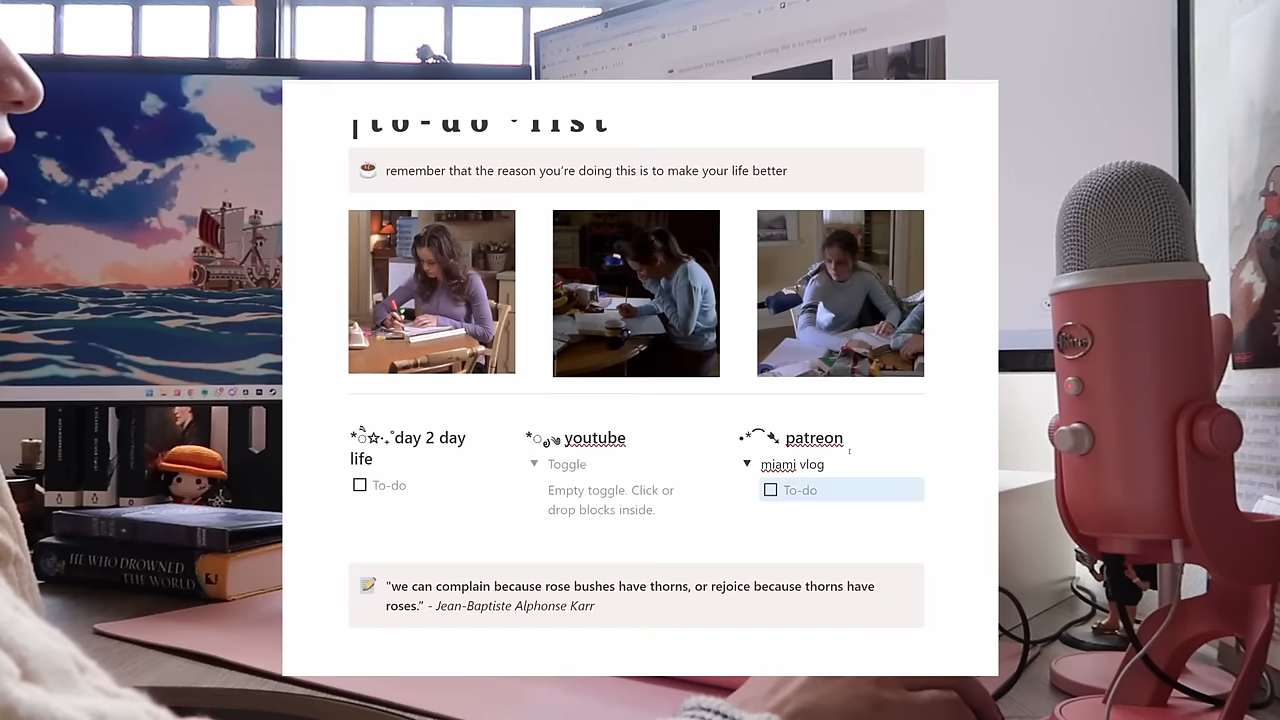 to-do list
remember that the reason you're doing this is to make your life better
day 2 day
life
To-do
youtube
Toggle
Empty toggle. Click or
drop blocks inside.
patreon
miami vlog
To-do
"we can complain because rose bushes have thorns, or rejoice because thorns have
roses." - Jean-Baptiste Alphonse Karr
HE WHO DROWNED
THE WORLD